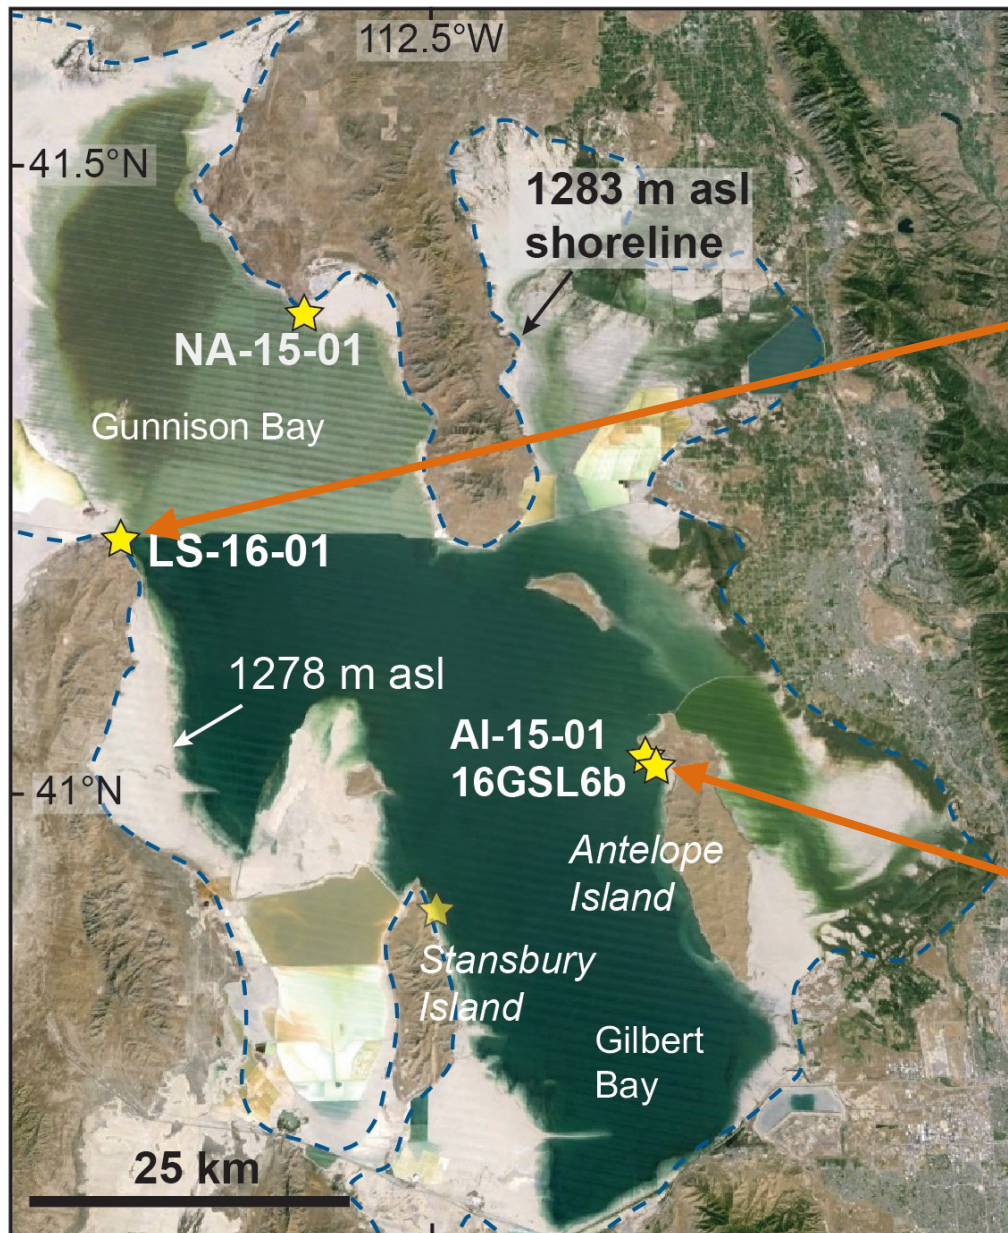 112.5°W
41.5°N
1283 m asl
shoreline
NA-15-01
Gunnison Bay
LS-16-01
1278 m asl
AI-15-01
16GSL6b
41°N
Antelope
Island
Stansbury
Island
Gilbert
Bay
25 km